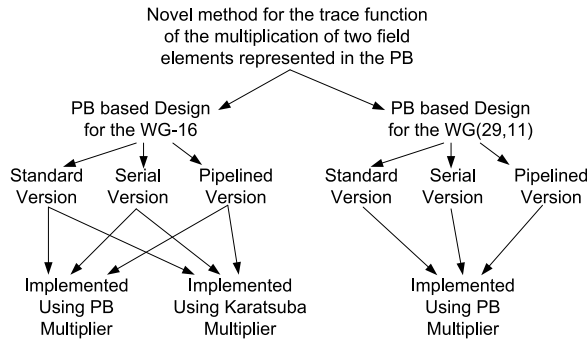 Novel method for the trace function
of the multiplication of two field
elements represented in the PB
PB based Design
for the WG-16
PB based Design
for the WG(29,11)
Standard
Version
Serial
Version
Pipelined
Version
Standard
Version
Serial
Version
Pipelined
Version
Implemented
Using PB
Multiplier
Implemented
Using Karatsuba
Multiplier
Implemented
Using PB
Multiplier